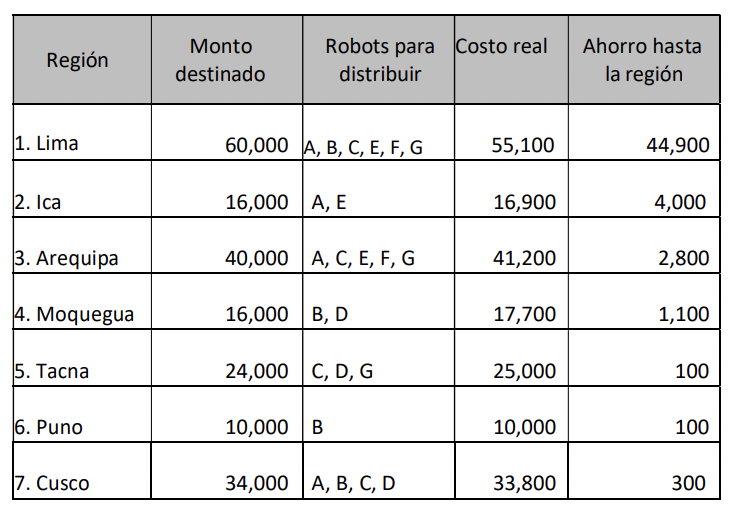 Región Monto destinado Robots para distribuir Costo real Ahorro hasta la región
1. Lima 60,000 A, B, C, E, F, G 55,100 44,900
2. Ica 16,000 A, E 16,900 4,000
3. Arequipa 40,000 A, C, E, F, G 41,200 2,800
4. Moquegua 16,000 B, D 17,700 1,100
5. Tacna 24,000 C, D, G 25,000 100
6. Puno 10,000 B 10,000 100
7. Cusco 34,000 A, B, C, D 33,800 300